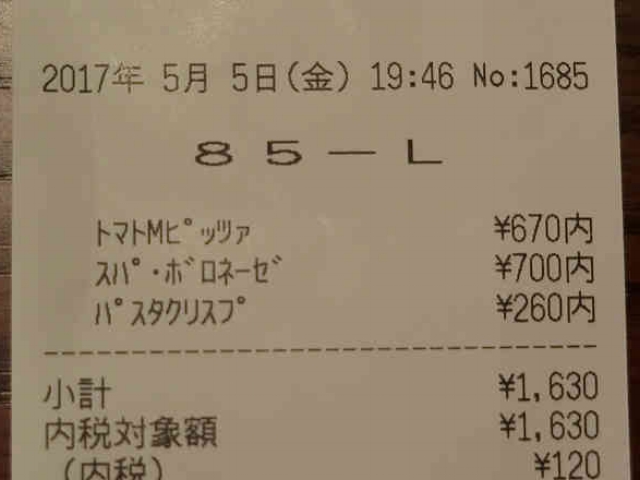 2017年 5月 5日(金) 19:46 No:1685
85-L
ﾄﾏﾄMﾋﾟｯﾂｧ ¥670内
ｽﾊﾟ・ﾎﾞﾛﾈｰｾﾞ ¥700内
ﾊﾟｽﾀｸﾘｽﾌﾟ ¥260内
小計 ¥1,630
内税対象額 ¥1,630
(内税) ¥120